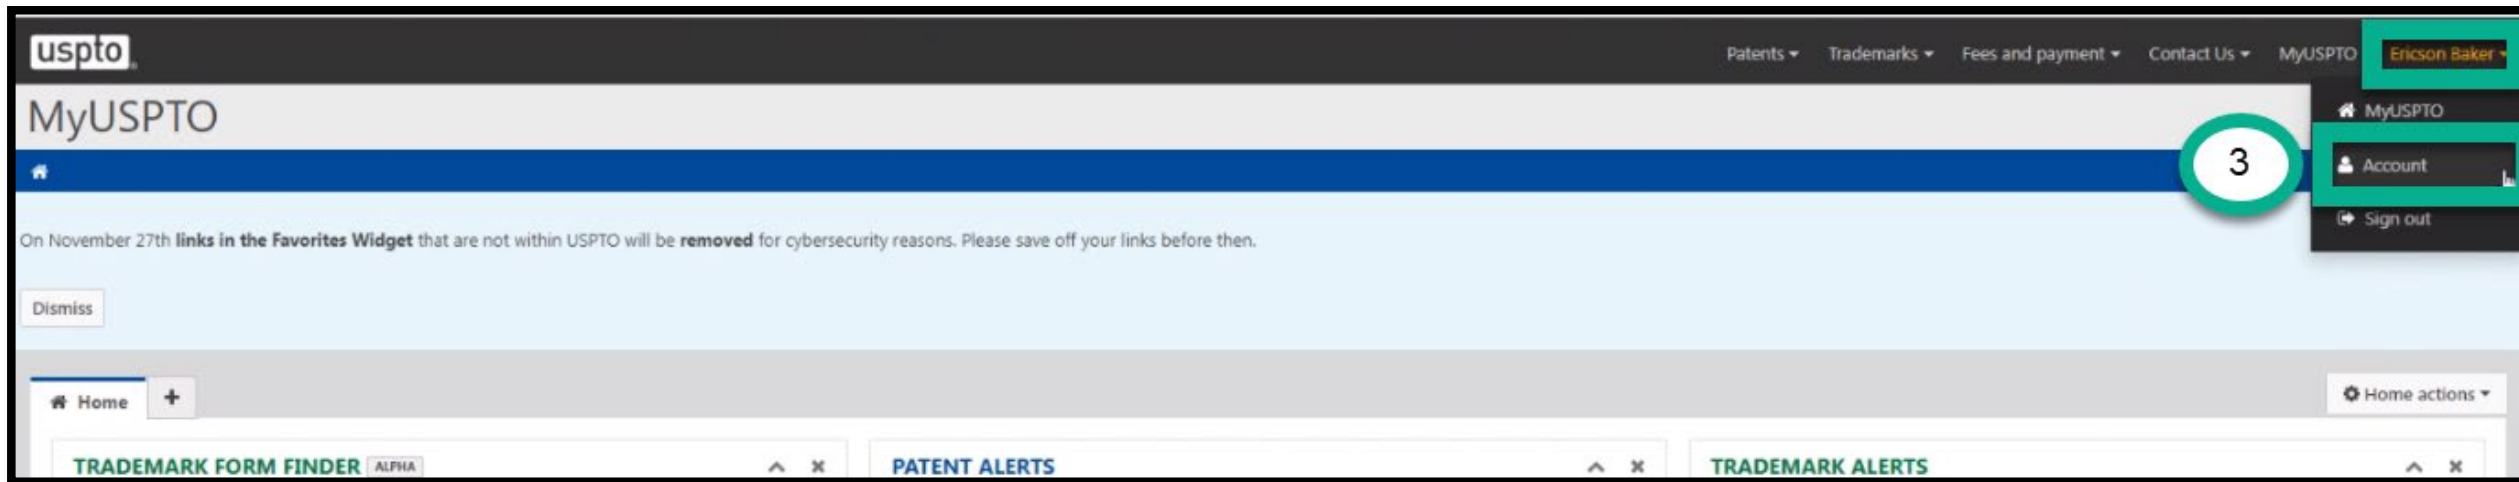 uspto
Patents Trademarks Fees and payment Contact Us MyUSPTO Ericson Baker
MyUSPTO
MyUSPTO
3
Account
Sign out
On November 27th links in the Favorites Widget that are not within USPTO will be removed for cybersecurity reasons. Please save off your links before then.
Dismiss
Home +
Home actions
TRADEMARK FORM FINDER ALPHA
PATENT ALERTS
TRADEMARK ALERTS